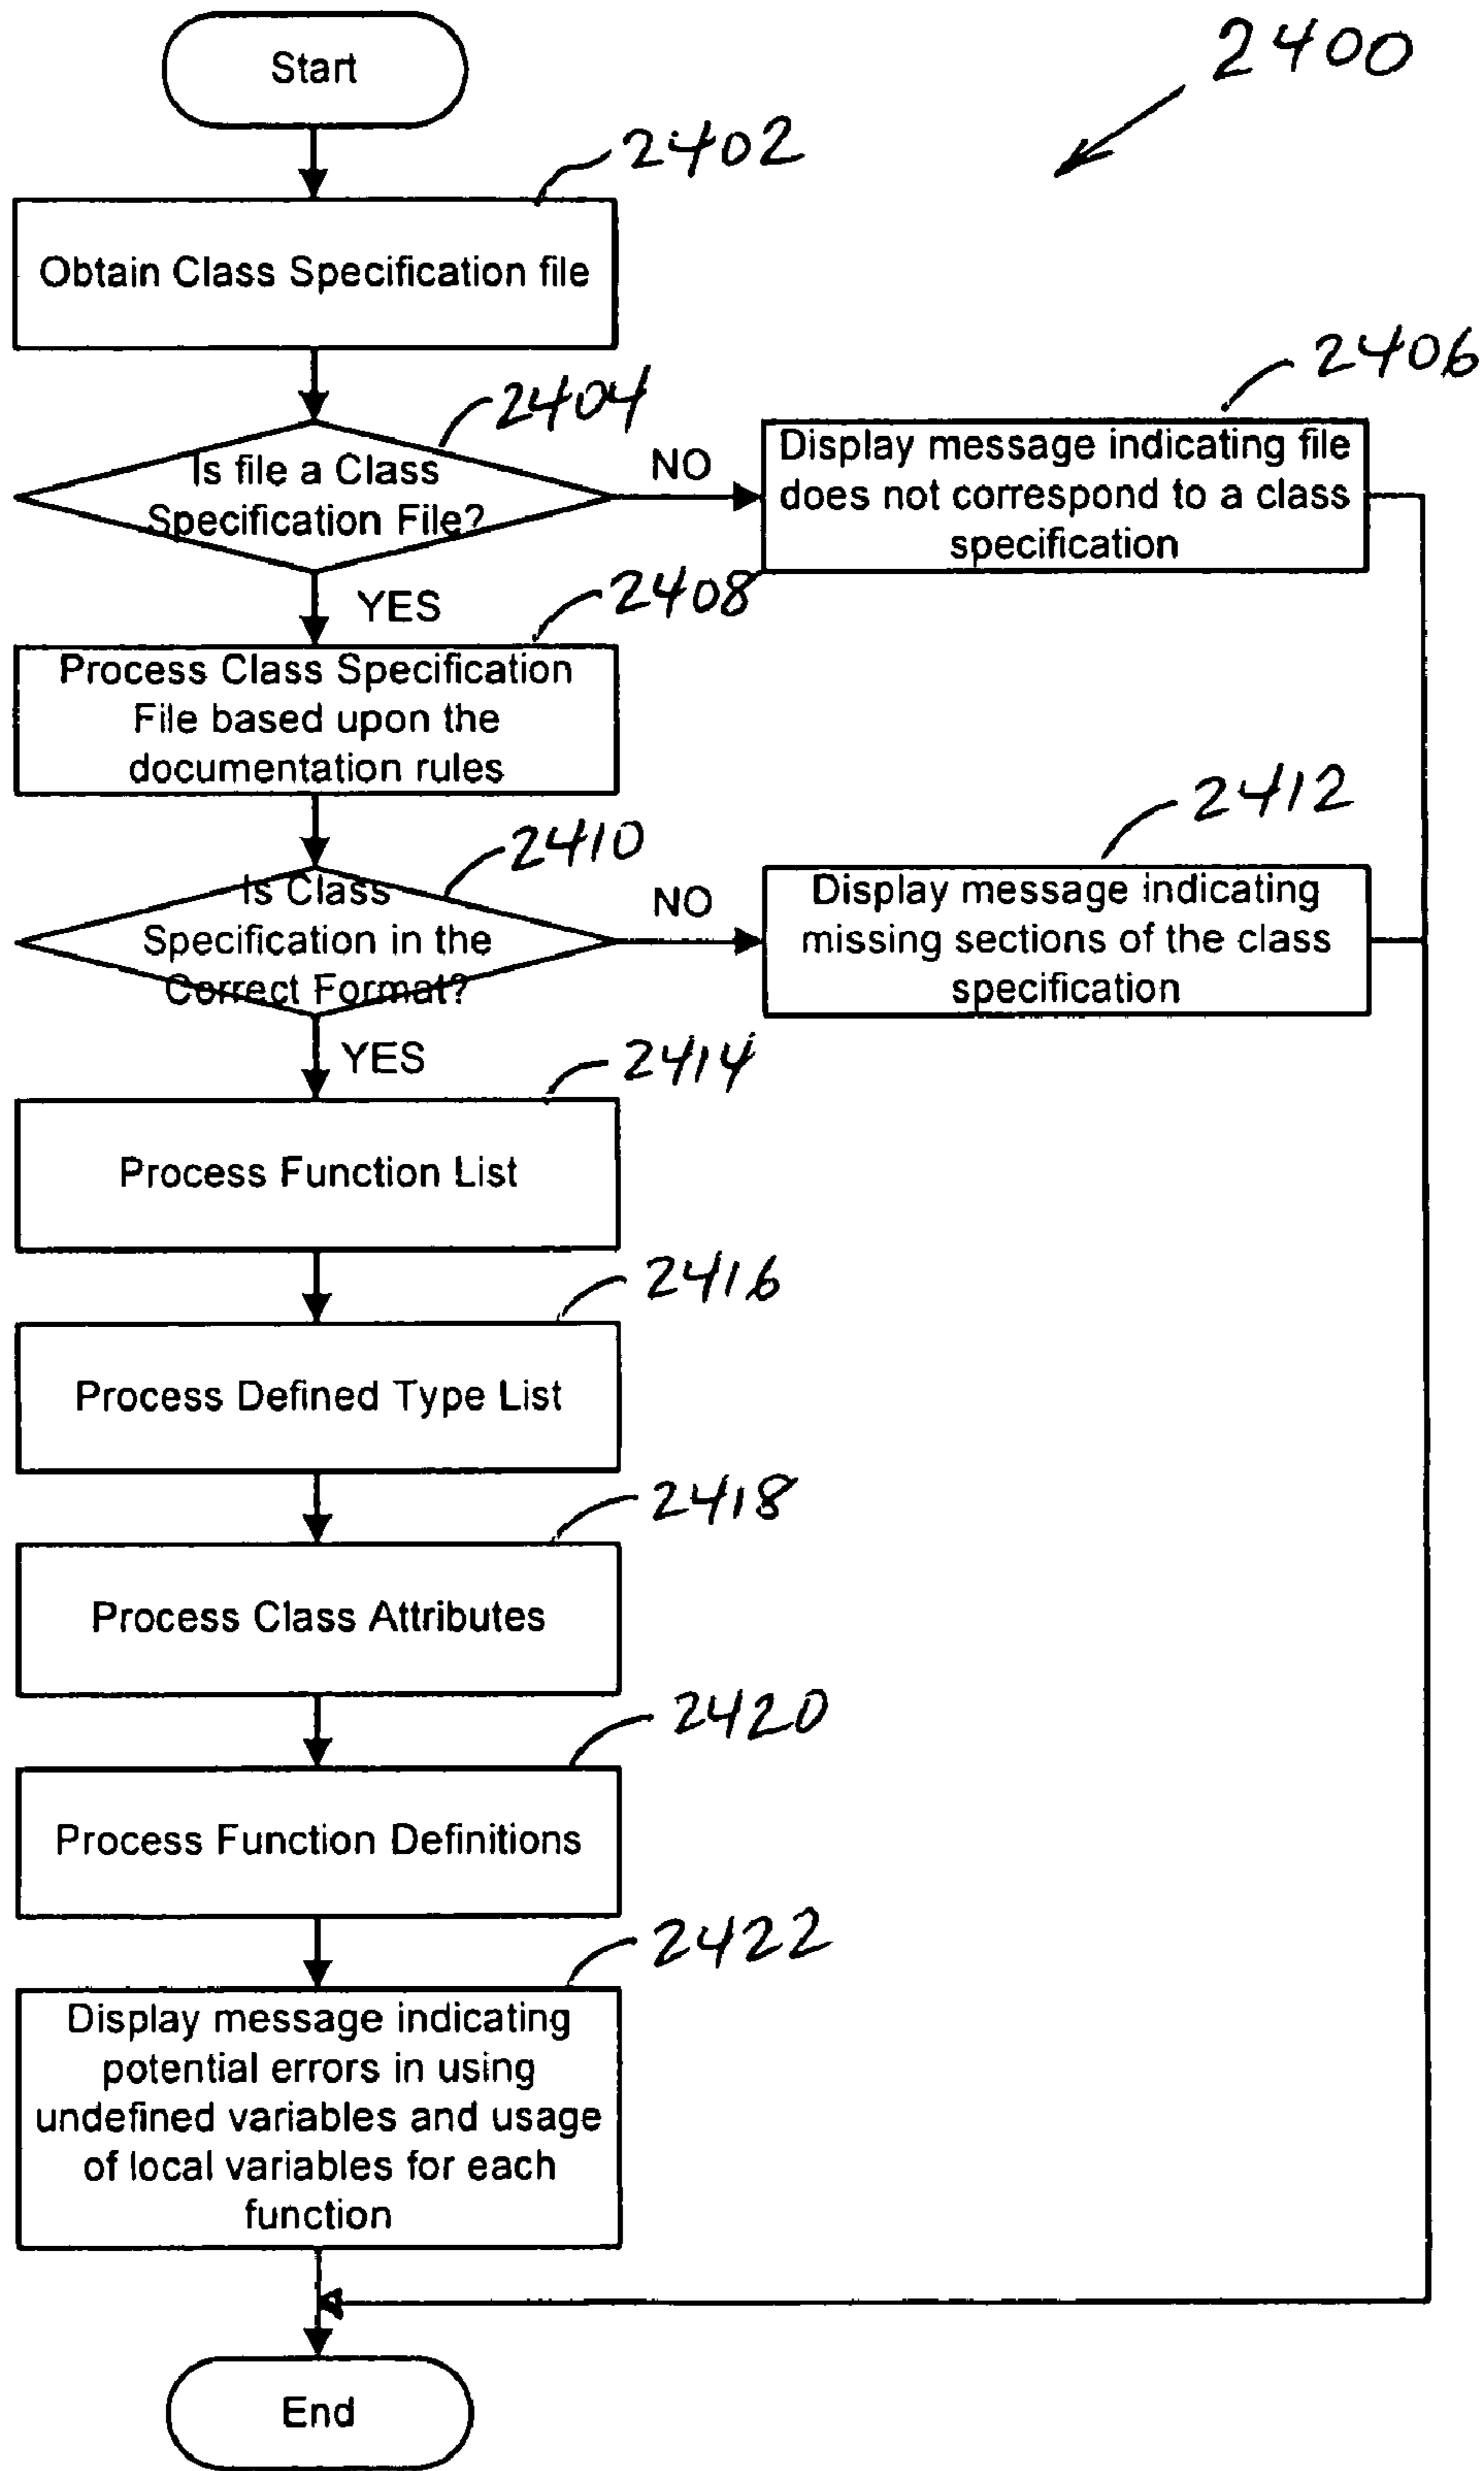 Start
2400
2402
Obtain Class Specification file
2404
Is file a Class
Specification File?
NO
2406
Display message indicating file
does not correspond to a class
specification
YES
2408
Process Class Specification
File based upon the
documentation rules
2410
Is Class
Specification in the
Correct Format?
NO
2412
Display message indicating
missing sections of the class
specification
YES
2414
Process Function List
2416
Process Defined Type List
2418
Process Class Attributes
2420
Process Function Definitions
2422
Display message indicating
potential errors in using
undefined variables and usage
of local variables for each
function
End